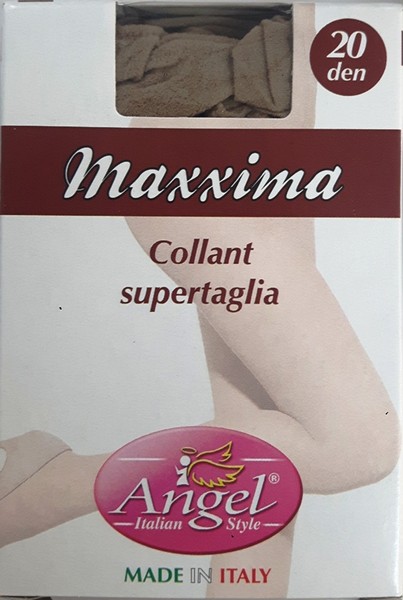 20
den
Maxxima
Collant
supertaglia
Angel®
Italian Style
MADE IN ITALY